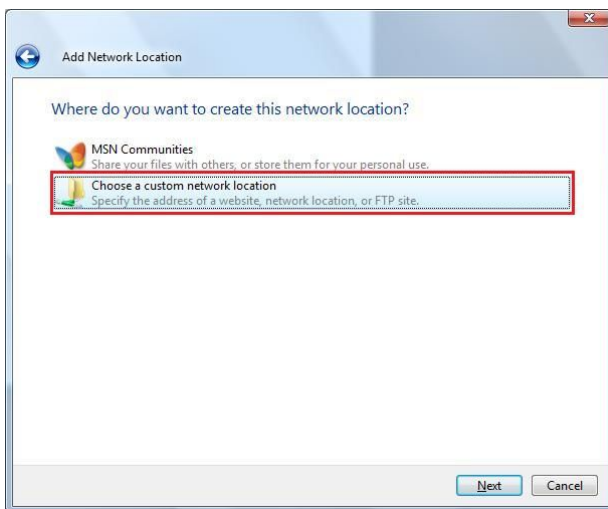 Add Network Location
Where do you want to create this network location?
MSN Communities
Share your files with others, or store them for your personal use.
Choose a custom network location
Specify the address of a website, network location, or FTP site.
Next Cancel